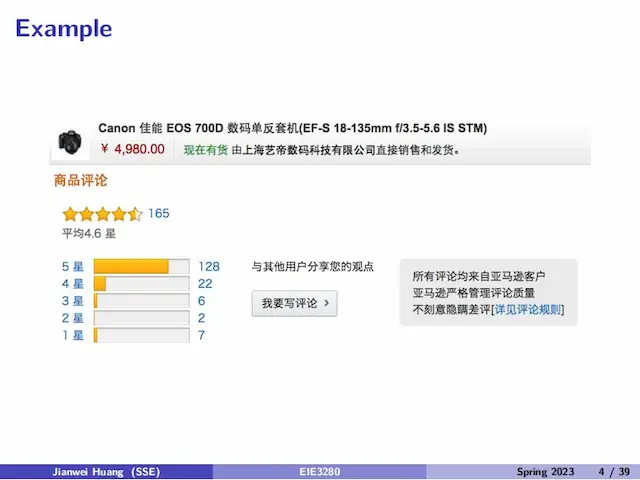 Example
Canon 佳能 EOS 700D 数码单反套机(EF-S 18-135mm f/3.5-5.6 IS STM)
￥ 4,980.00 现在有货 由上海艺帝数码科技有限公司直接销售和发货。
商品评论
165
平均4.6 星
5 星 128
4 星 22
3 星 6
2 星 2
1 星 7
与其他用户分享您的观点
我要写评论 ›
所有评论均来自亚马逊客户
亚马逊严格管理评论质量
不刻意隐瞒差评[详见评论规则]
Jianwei Huang (SSE) EIE3280 Spring 2023 4 / 39